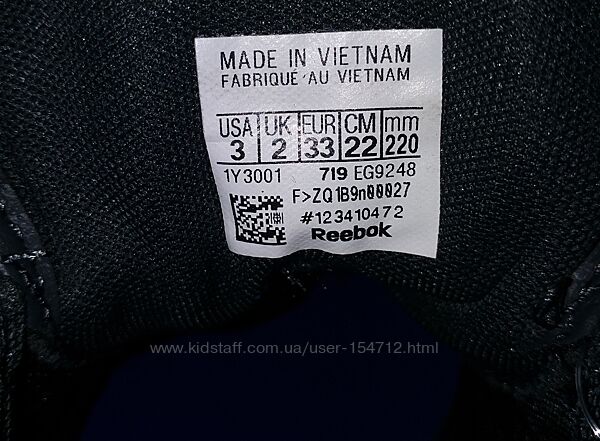 MADE IN VIETNAM
FABRIQUÉ AU VIETNAM
USA UK EUR CM mm
3 2 33 22 220
1Y3001 719 EG9248
F>ZQ1B9n00027
#123410472
Reebok
www.kidstaff.com.ua/user-154712.html